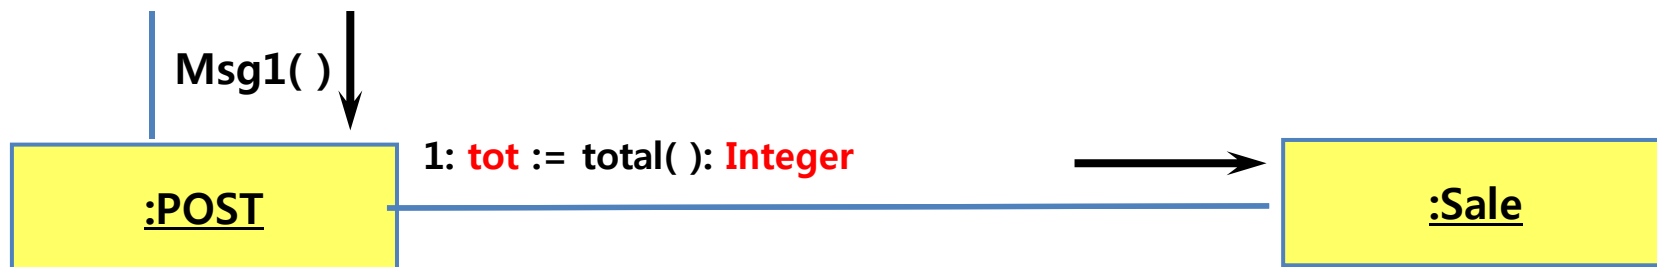 Msg1( )
1: tot := total( ): Integer
:POST
:Sale